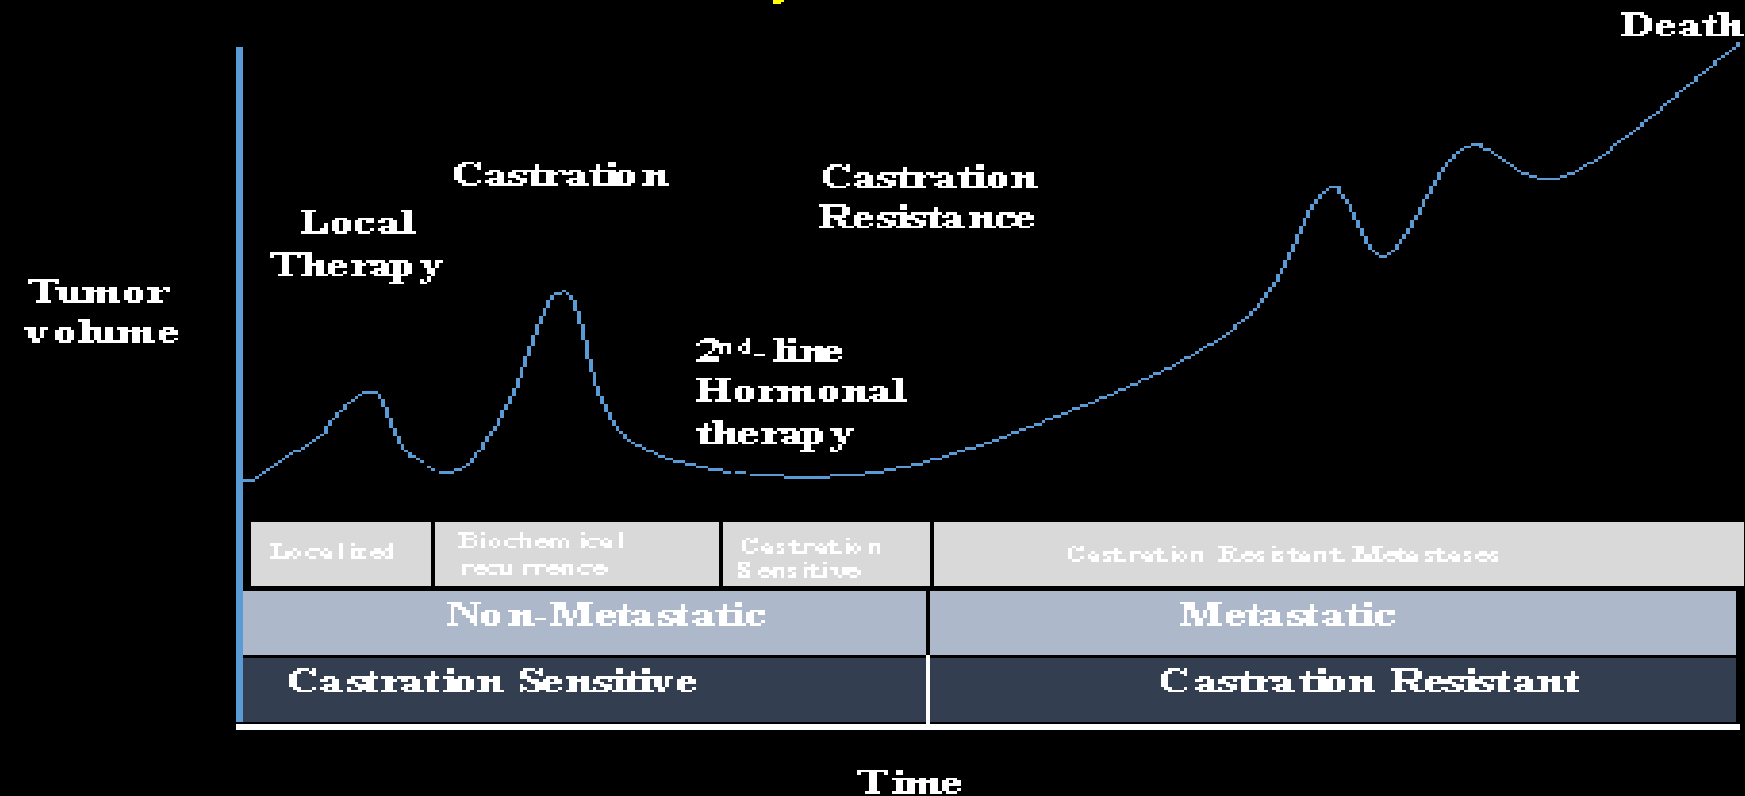 Death
Castration
Castration
Resistance
Local
Therapy
Tumor
volume
2nd-line
Hormonal
therapy
Localized
Biochemical
recurrence
Castration
Sensitive
Castration Resistant Metastases
Non-Metastatic
Metastatic
Castration Sensitive
Castration Resistant
Time